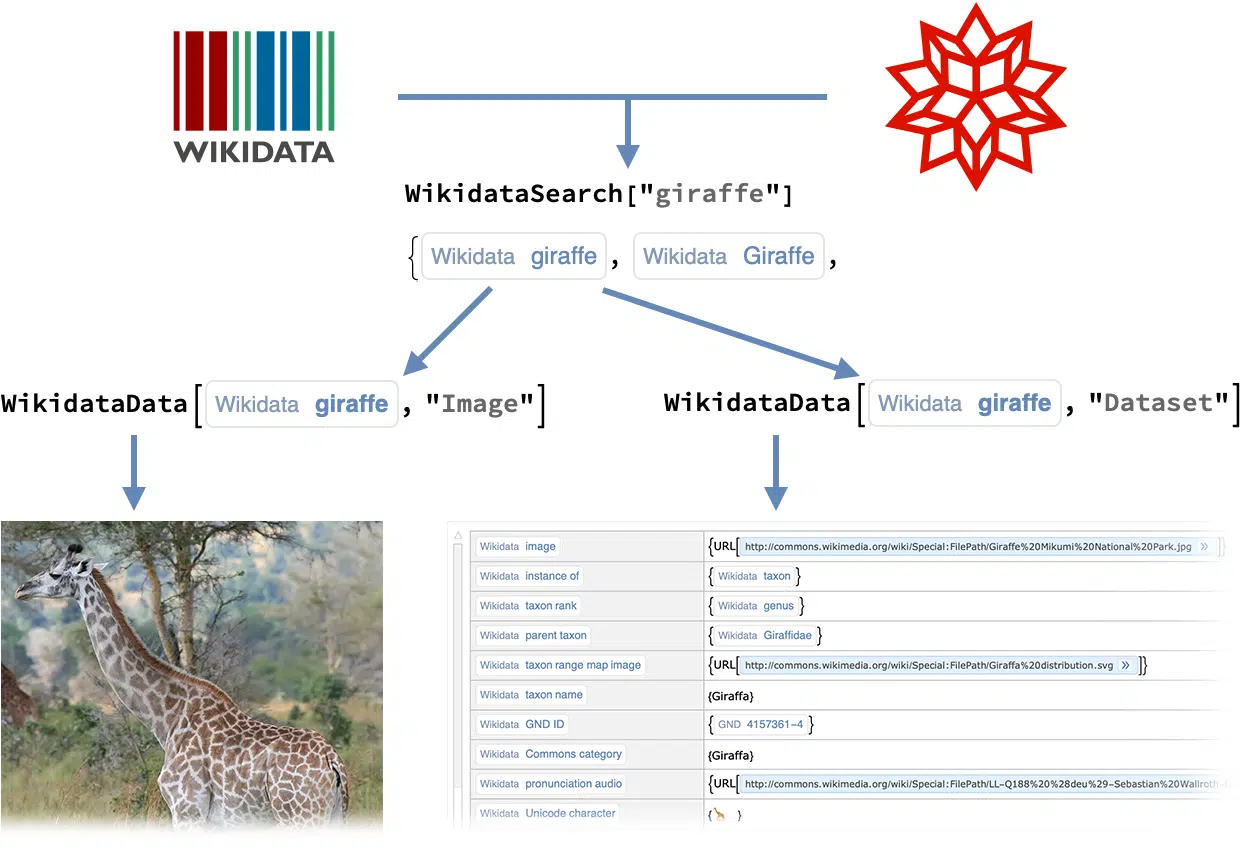 WIKIDATA
WikidataSearch["giraffe"]
{Wikidata giraffe, Wikidata Giraffe,
WikidataData[Wikidata giraffe, "Image"]
WikidataData[Wikidata giraffe, "Dataset"]
Wikidata image {URL[http://commons.wikimedia.org/wiki/Special:FilePath/Giraffe%20Mikumi%20National%20Park.jpg »]}
Wikidata instance of {Wikidata taxon}
Wikidata taxon rank {Wikidata genus}
Wikidata parent taxon {Wikidata Giraffidae}
Wikidata taxon range map image {URL[http://commons.wikimedia.org/wiki/Special:FilePath/Giraffa%20distribution.svg »]}
Wikidata taxon name {Giraffa}
Wikidata GND ID {GND 4157361-4}
Wikidata Commons category {Giraffa}
Wikidata pronunciation audio {URL[http://commons.wikimedia.org/wiki/Special:FilePath/LL-Q188%20%28deu%29-Sebastian%20Wallroth-
Wikidata Unicode character {🦒}